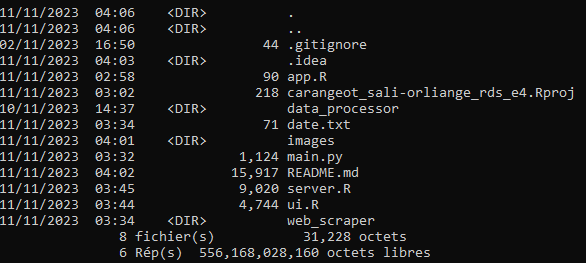 11/11/2023  04:06    <DIR>          .
11/11/2023  04:06    <DIR>          ..
02/11/2023  16:50                44 .gitignore
11/11/2023  04:03    <DIR>          .idea
11/11/2023  02:58                90 app.R
11/11/2023  03:02               218 carangeot_sali-orliange_rds_e4.Rproj
10/11/2023  14:37    <DIR>          data_processor
11/11/2023  03:34                71 date.txt
11/11/2023  04:01    <DIR>          images
11/11/2023  03:32             1,124 main.py
11/11/2023  04:02            15,917 README.md
11/11/2023  03:45             9,020 server.R
11/11/2023  03:44             4,744 ui.R
11/11/2023  03:34    <DIR>          web_scraper
               8 fichier(s)           31,228 octets
               6 Rép(s)  556,168,028,160 octets libres